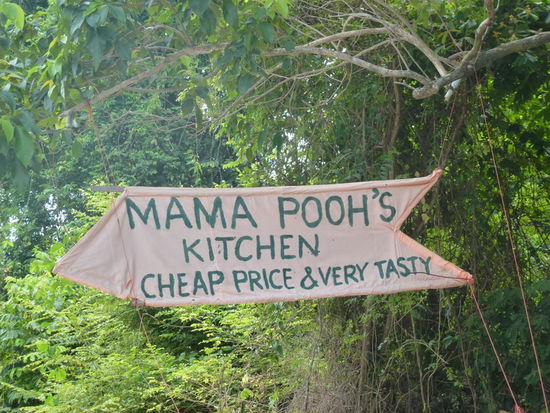 MAMA POOH'S
KITCHEN
CHEAP PRICE & VERY TASTY